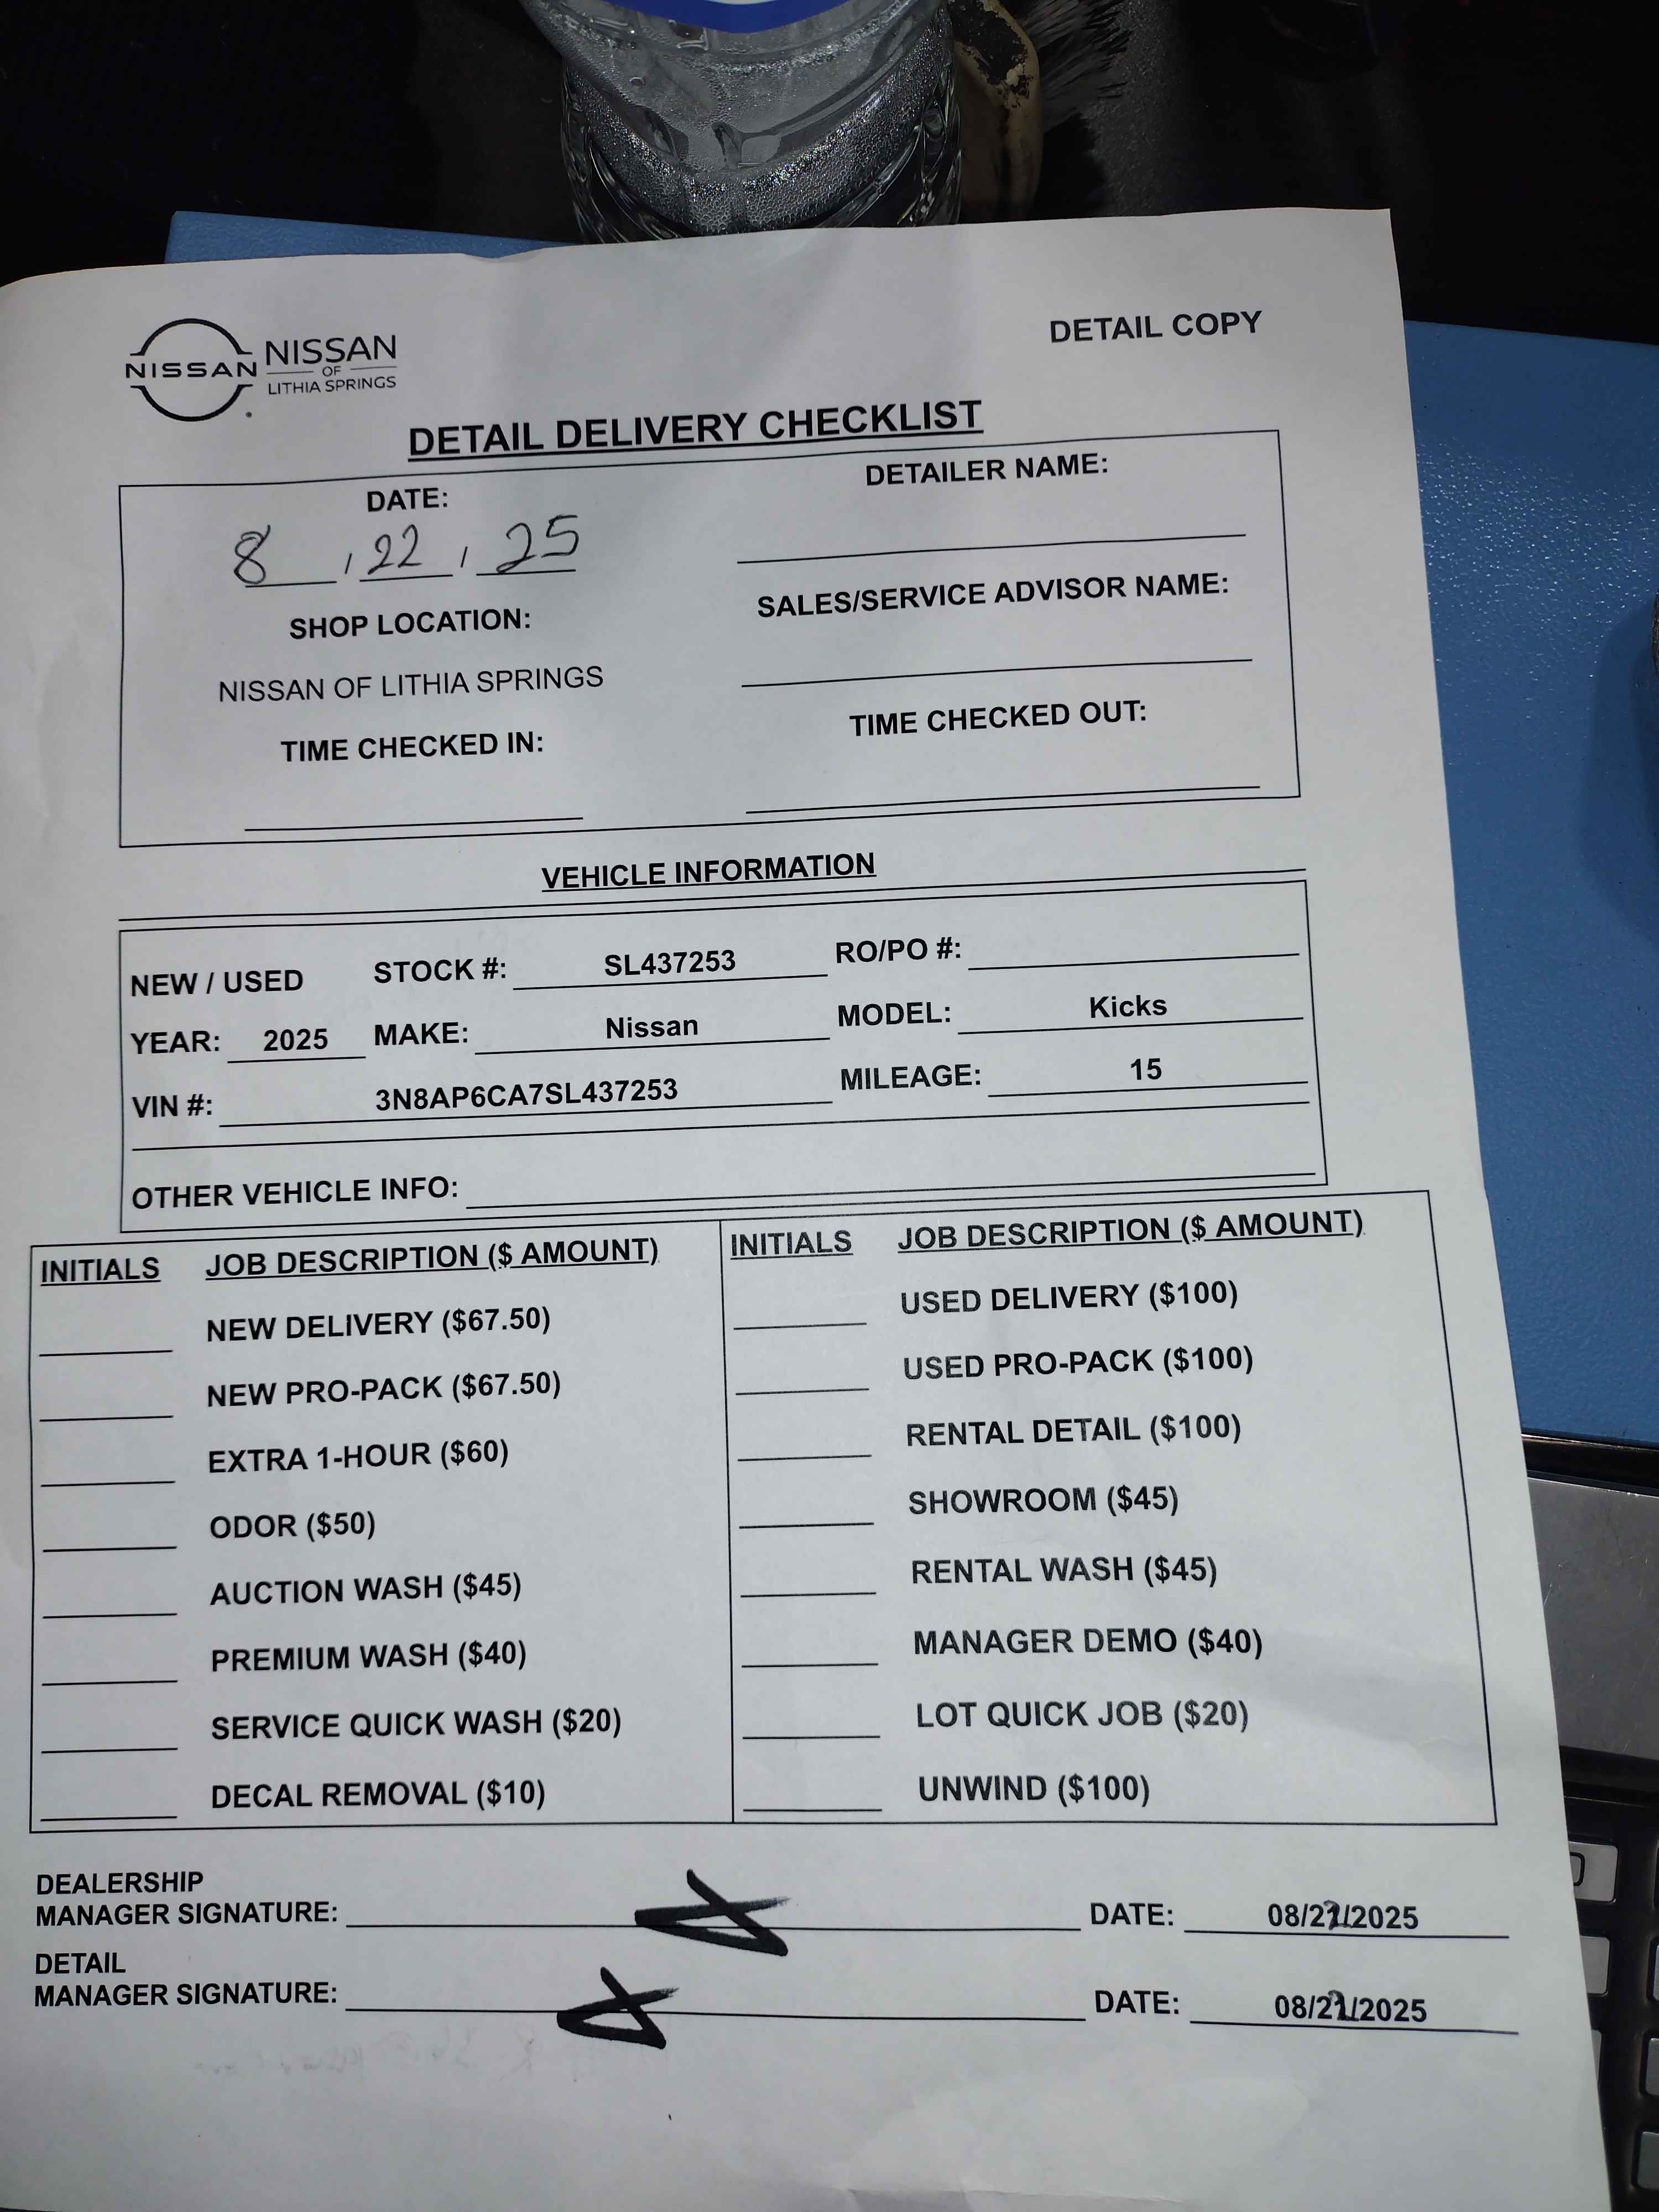 NISSAN
NISSAN
OF
LITHIA SPRINGS
DETAIL COPY
DETAIL DELIVERY CHECKLIST
DATE:
8 / 22 / 25
DETAILER NAME:
SHOP LOCATION:
NISSAN OF LITHIA SPRINGS
SALES/SERVICE ADVISOR NAME:
TIME CHECKED IN:
TIME CHECKED OUT:
VEHICLE INFORMATION
NEW / USED STOCK #: SL437253 RO/PO #:
YEAR: 2025 MAKE: Nissan MODEL: Kicks
VIN #: 3N8AP6CA7SL437253 MILEAGE: 15
OTHER VEHICLE INFO:
INITIALS JOB DESCRIPTION ($ AMOUNT) INITIALS JOB DESCRIPTION ($ AMOUNT)
NEW DELIVERY ($67.50) USED DELIVERY ($100)
NEW PRO-PACK ($67.50) USED PRO-PACK ($100)
EXTRA 1-HOUR ($60) RENTAL DETAIL ($100)
ODOR ($50) SHOWROOM ($45)
AUCTION WASH ($45) RENTAL WASH ($45)
PREMIUM WASH ($40) MANAGER DEMO ($40)
SERVICE QUICK WASH ($20) LOT QUICK JOB ($20)
DECAL REMOVAL ($10) UNWIND ($100)
DEALERSHIP
MANAGER SIGNATURE: DATE: 08/22/2025
DETAIL
MANAGER SIGNATURE: DATE: 08/22/2025